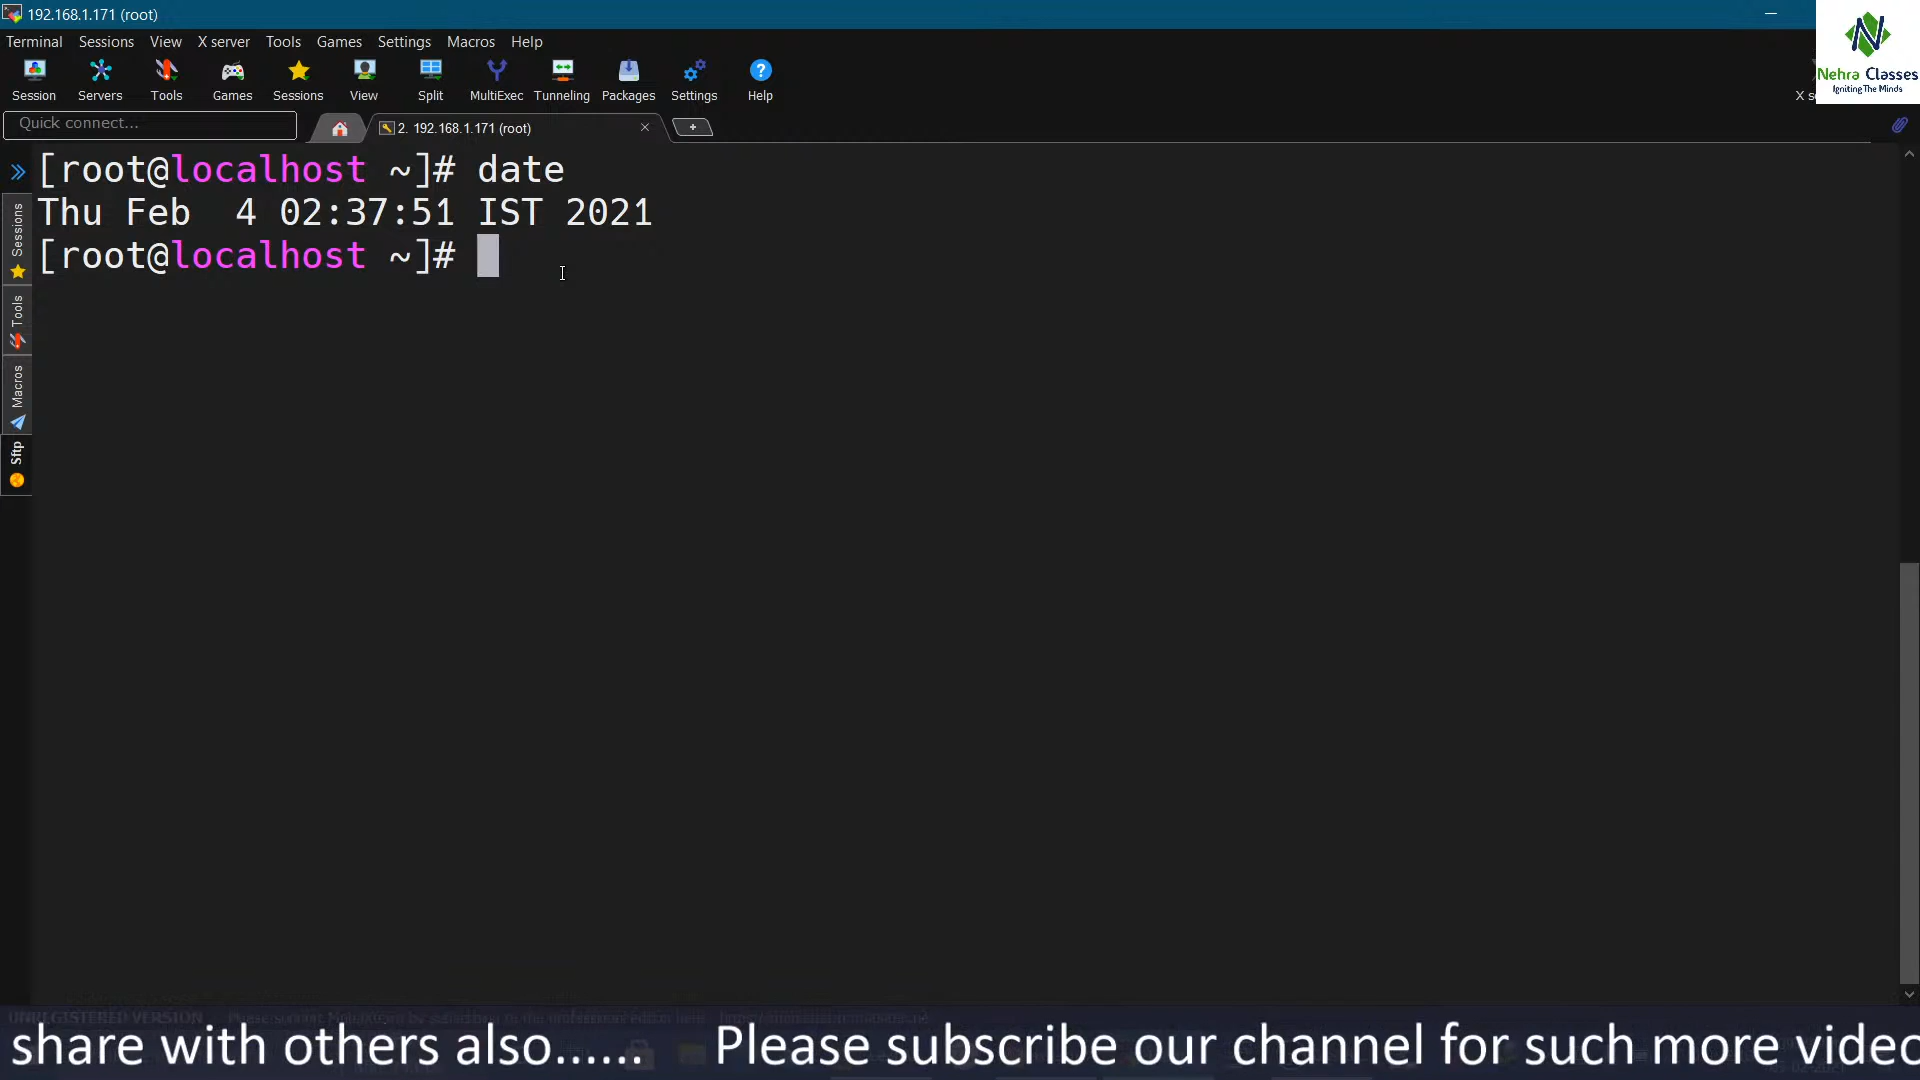 192.168.1.171 (root)
Terminal Sessions View X server Tools Games Settings Macros Help
Session Servers Tools Games Sessions View Split MultiExec Tunneling Packages Settings Help
Nehra Classes
Igniting The Minds
Quick connect...
2. 192.168.1.171 (root)
[root@localhost ~]# date
Thu Feb  4 02:37:51 IST 2021
[root@localhost ~]#
Sessions
Tools
Macros
Sftp
UNREGISTERED VERSION
share with others also...... Please subscribe our channel for such more video